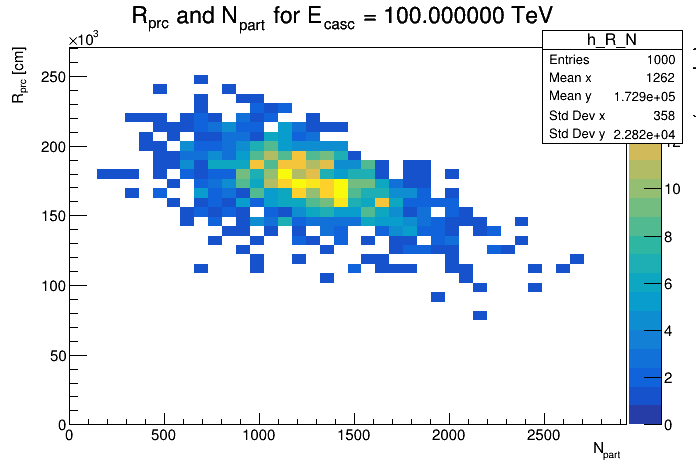 R_prc and N_part for E_casc = 100.000000 TeV
×10³
R_prc [cm]
h_R_N
Entries 1000
Mean x 1262
Mean y 1.729e+05
Std Dev x 358
Std Dev y 2.282e+04
250
200
150
100
50
0
0 500 1000 1500 2000 2500
N_part
12
10
8
6
4
2
0